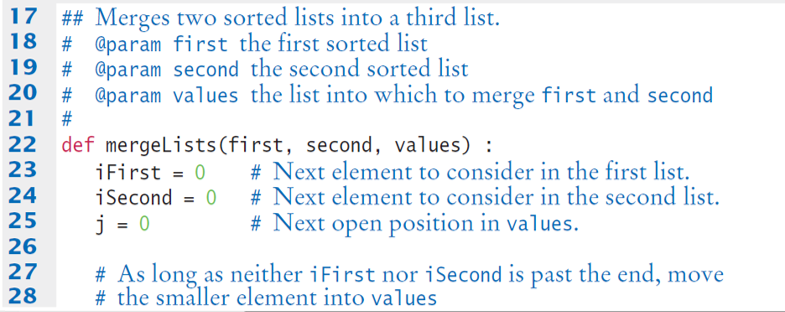 17 ## Merges two sorted lists into a third list.
18 # @param first the first sorted list
19 # @param second the second sorted list
20 # @param values the list into which to merge first and second
21 #
22 def mergeLists(first, second, values) :
23 iFirst = 0 # Next element to consider in the first list.
24 iSecond = 0 # Next element to consider in the second list.
25 j = 0 # Next open position in values.
26
27 # As long as neither iFirst nor iSecond is past the end, move
28 # the smaller element into values